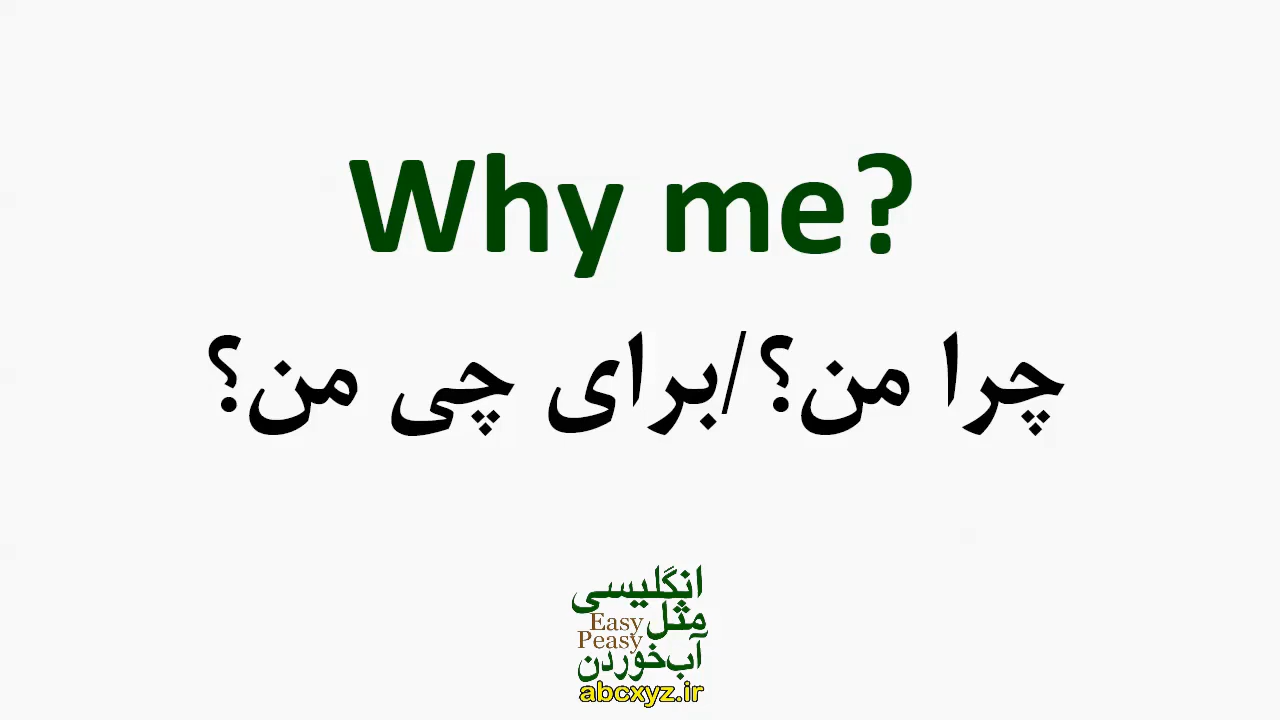 Why me?
چرا من؟/برای چی من؟
انگلیسی
مثل
Easy
Peasy
آب‌خوردن
abcxyz.ir